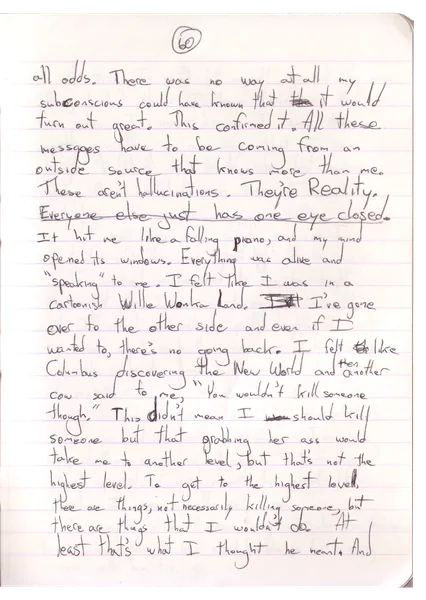 60
all odds. There was no way at all my
subconscious could have known that it would
turn out great. This confirmed it. All these
messages have to be coming from an
outside source that knows more than me.
These aren't hallucinations. They're Reality.
Everyone else just has one eye closed.
It hit me like a falling piano, and my mind
opened its windows. Everything was alive and
"speaking" to me. I felt like I was in a
cartoonish Wille Wonka Land. I've gone
over to the other side and even if I
wanted to, there's no going back. I felt like
Columbus discovering the New World and then another
cow said to me, "You wouldn't kill someone
though." This didn't mean I should kill
someone but that grabbing her ass would
take me to another level, but that's not the
highest level. To get to the highest level,
there are things, not necessarily killing someone, but
there are things that I wouldn't do. At
least that's what I thought he meant. And